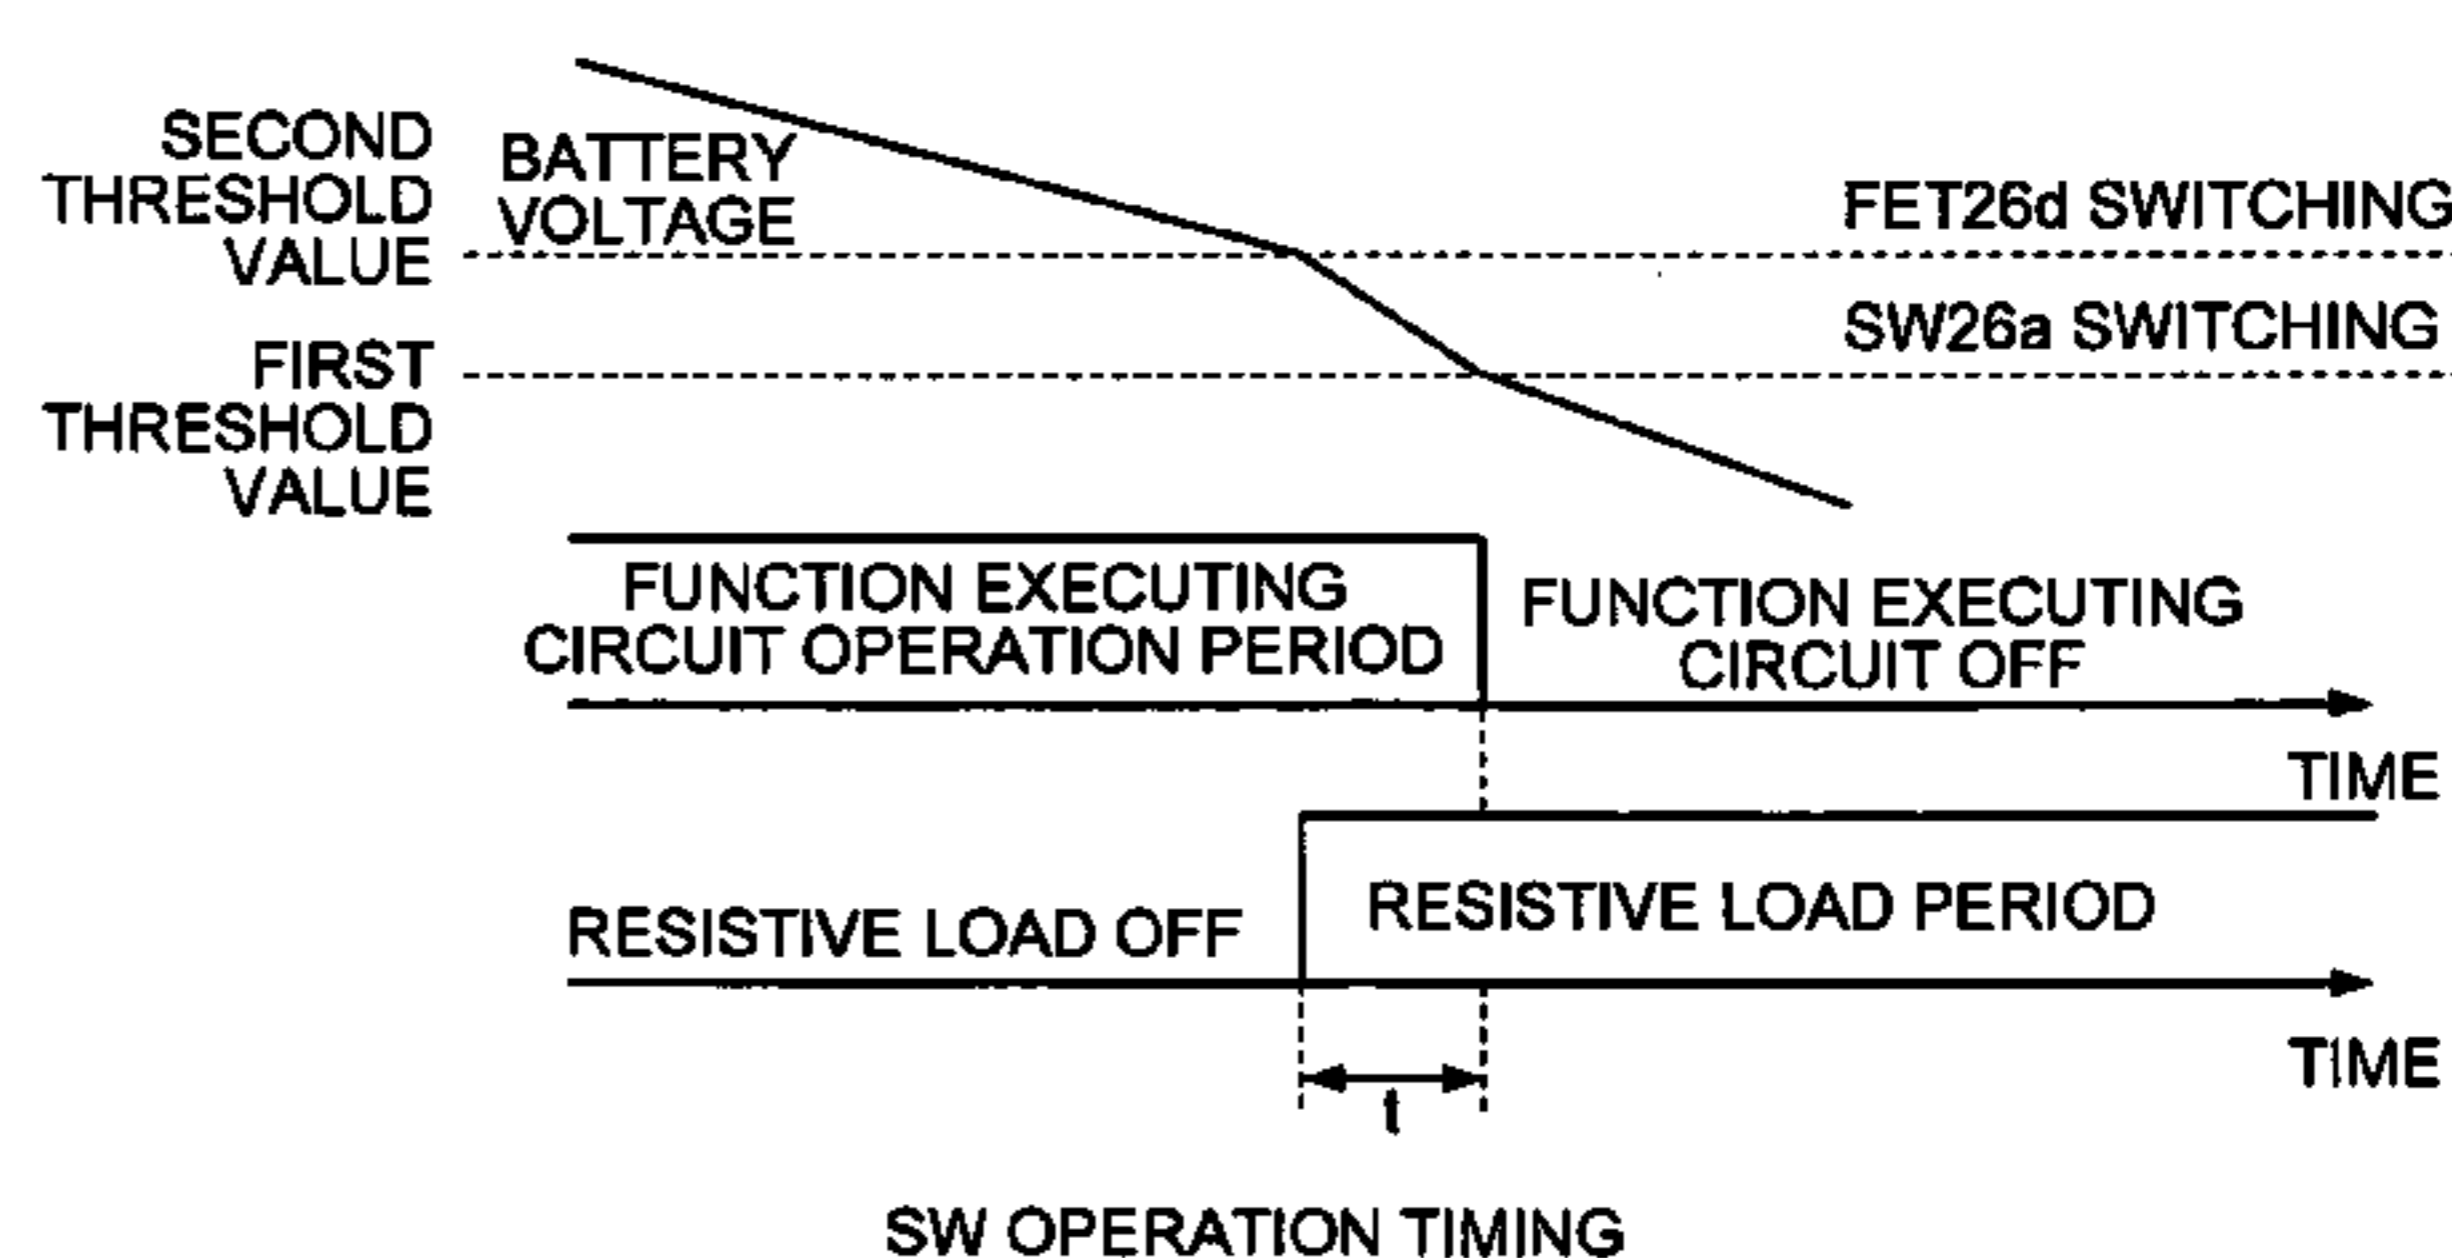 SECOND
THRESHOLD
VALUE
BATTERY
VOLTAGE
FET26d SWITCHING
SW26a SWITCHING
FIRST
THRESHOLD
VALUE
FUNCTION EXECUTING
CIRCUIT OPERATION PERIOD
FUNCTION EXECUTING
CIRCUIT OFF
TIME
RESISTIVE LOAD OFF
RESISTIVE LOAD PERIOD
TIME
t
SW OPERATION TIMING